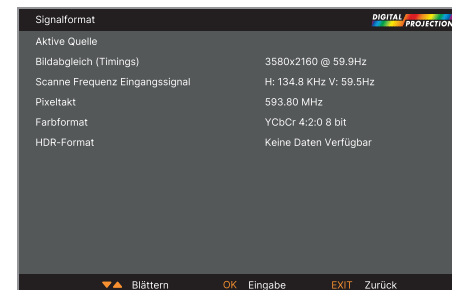 Signalformat
DIGITAL PROJECTION
Aktive Quelle
Bildabgleich (Timings) 3580x2160 @ 59.9Hz
Scanne Frequenz Eingangssignal H: 134.8 KHz V: 59.5Hz
Pixeltakt 593.80 MHz
Farbformat YCbCr 4:2:0 8 bit
HDR-Format Keine Daten Verfügbar
Blättern OK Eingabe EXIT Zurück